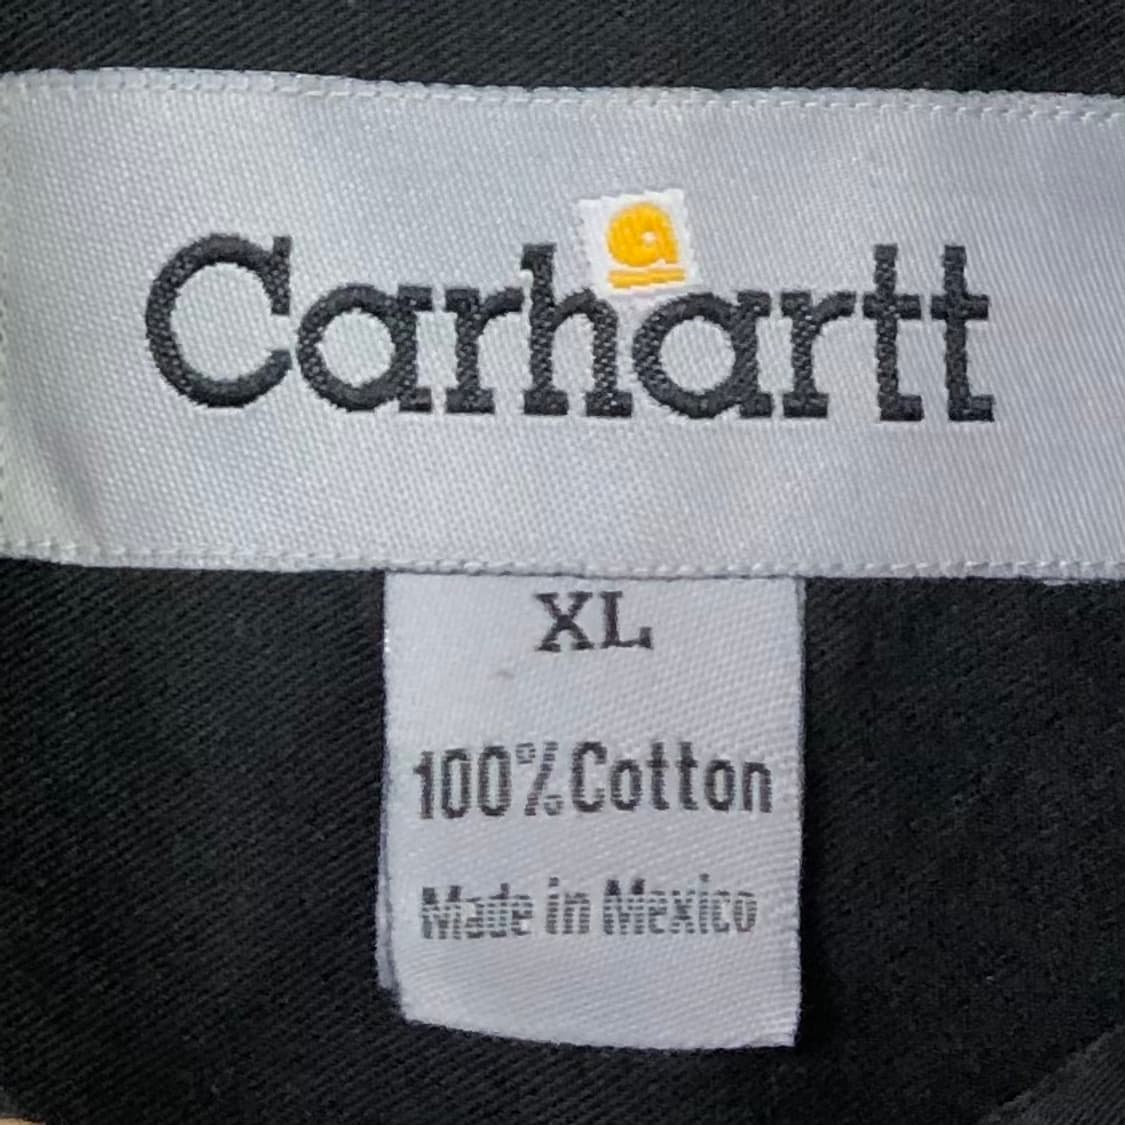 Carhartt
XL
100% Cotton
Made in Mexico